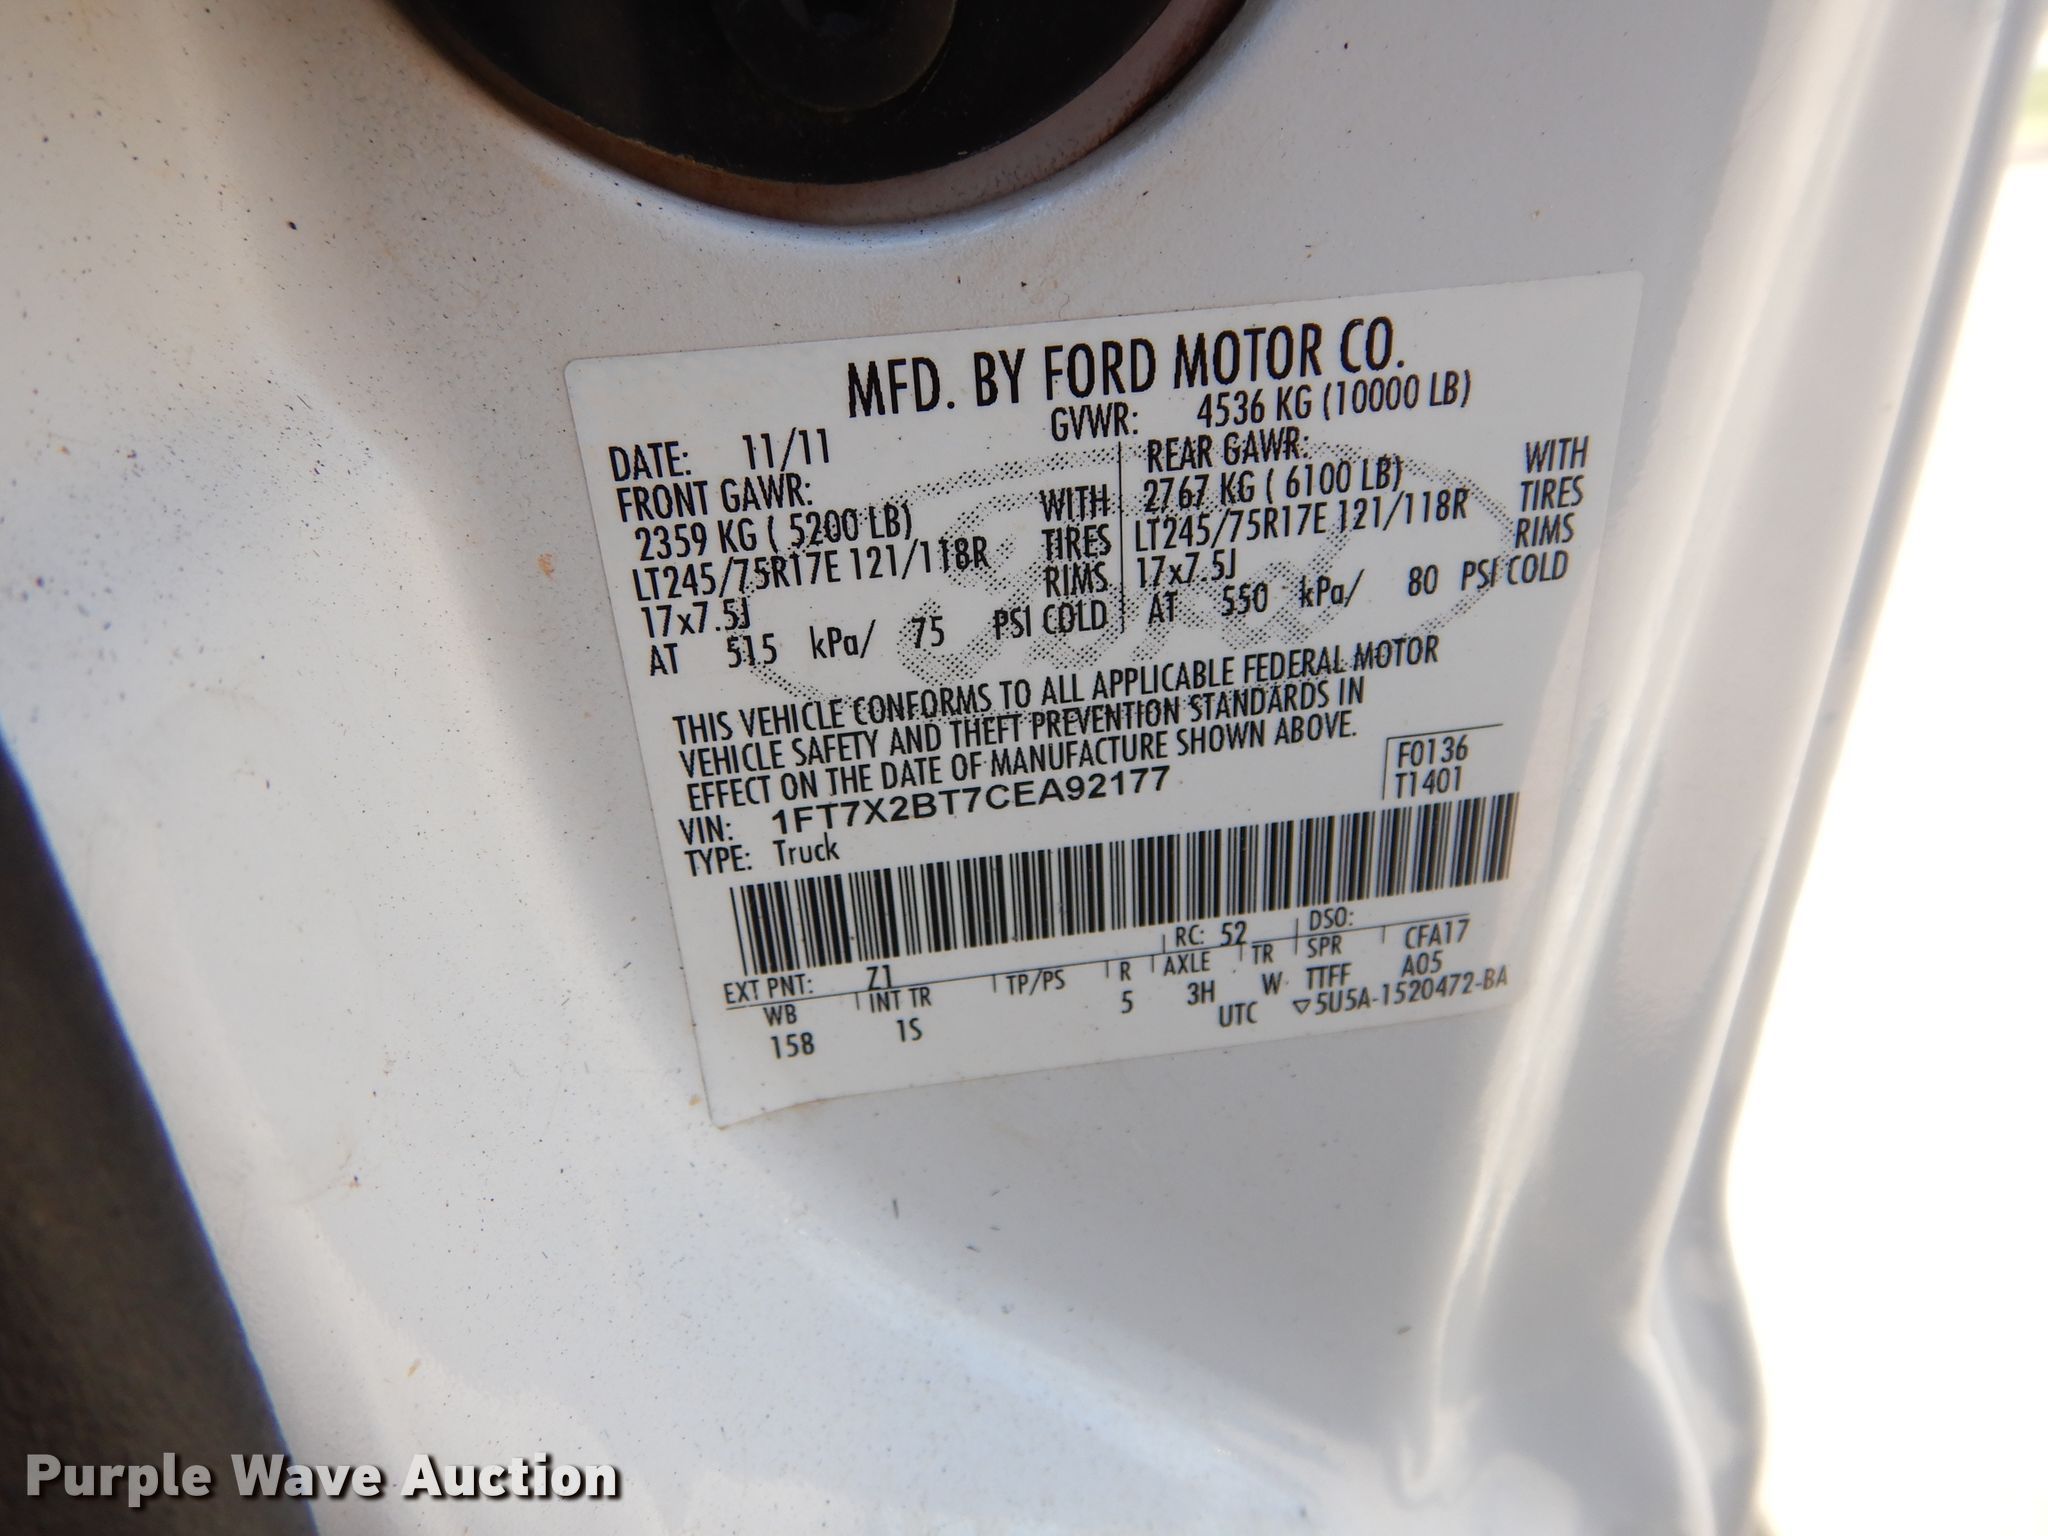 MFD. BY FORD MOTOR CO.
DATE: 11/11 GVWR: 4536 KG (10000 LB)
FRONT GAWR: REAR GAWR:
2359 KG ( 5200 LB) WITH 2767 KG ( 6100 LB) WITH
LT245/75R17E 121/118R TIRES LT245/75R17E 121/118R TIRES
17x7.5J RIMS 17x7.5J RIMS
AT 515 kPa/ 75 PSI COLD AT 550 kPa/ 80 PSI COLD
THIS VEHICLE CONFORMS TO ALL APPLICABLE FEDERAL MOTOR
VEHICLE SAFETY AND THEFT PREVENTION STANDARDS IN
EFFECT ON THE DATE OF MANUFACTURE SHOWN ABOVE.
VIN: 1FT7X2BT7CEA92177 F0136
TYPE: Truck T1401
EXT PNT: Z1 RC: 52 DSO:
WB INT TR TP/PS R AXLE TR SPR CFA17
158 1S 5 3H W TTFF A05
UTC ▽5U5A-1520472-BA
Purple Wave Auction